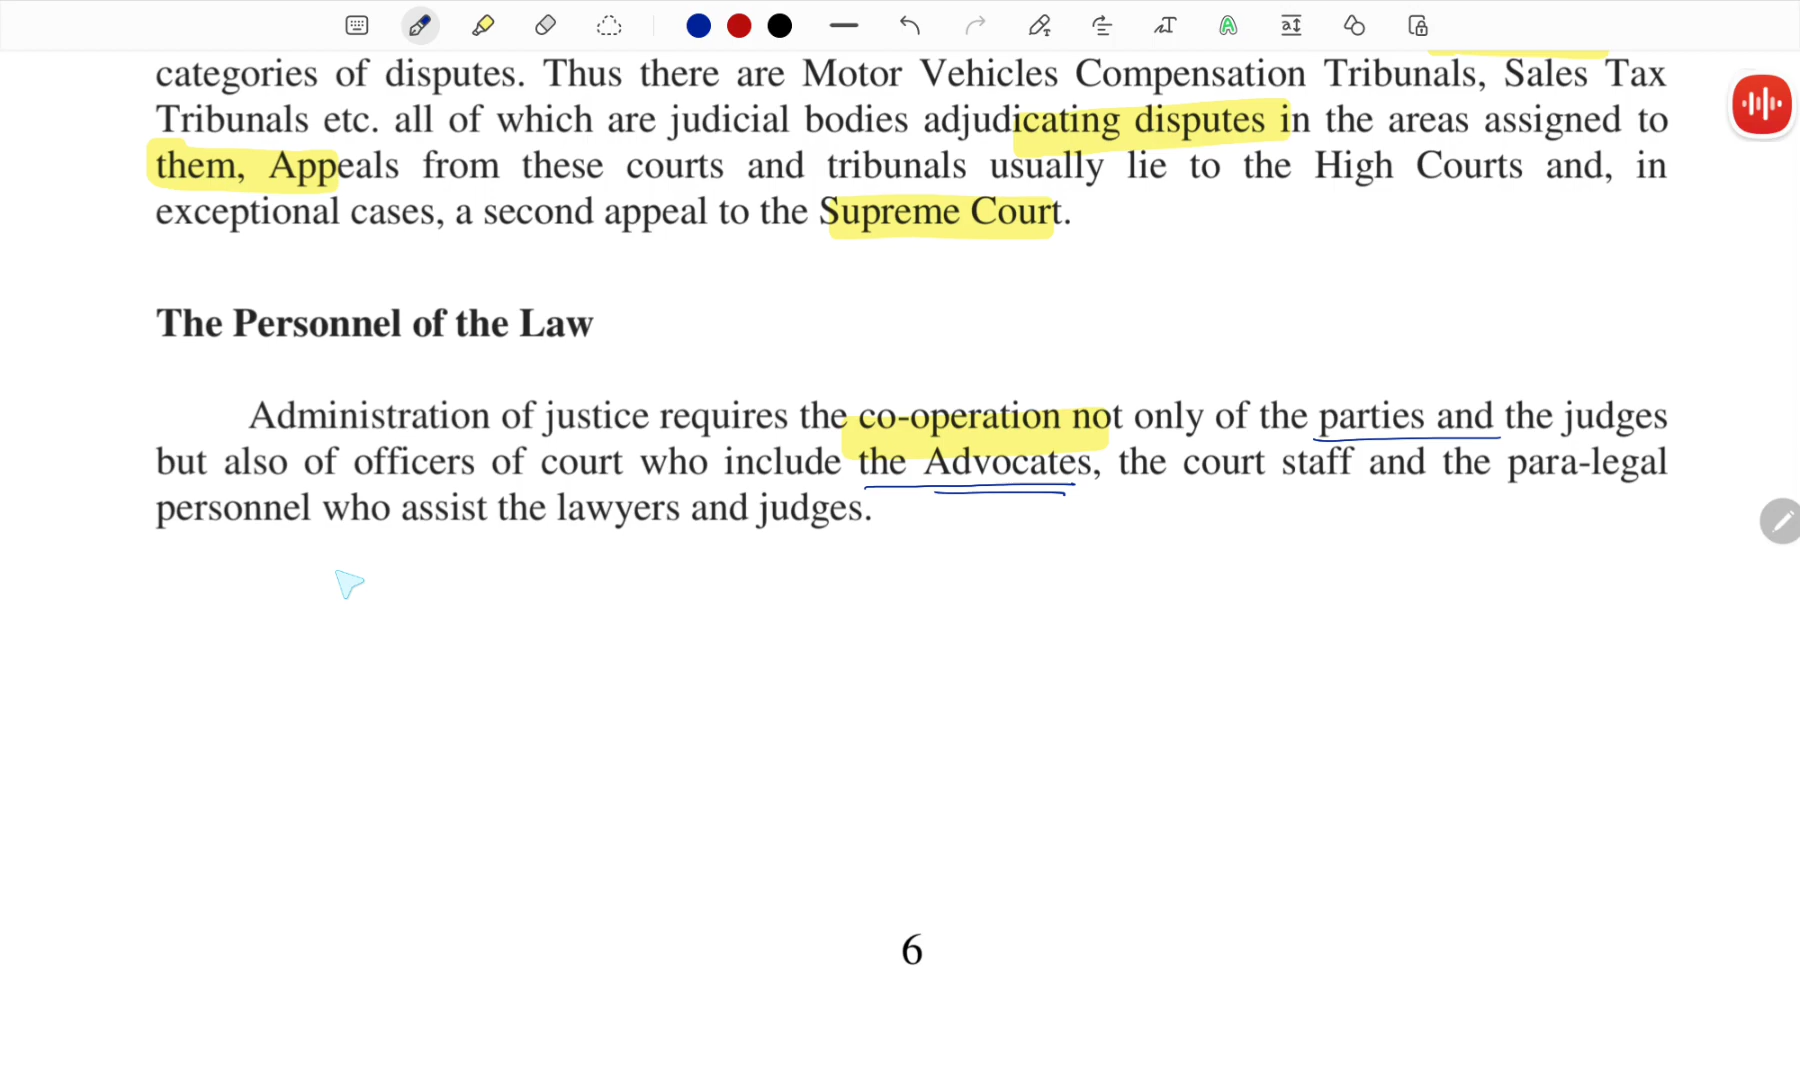 categories of disputes. Thus there are Motor Vehicles Compensation Tribunals, Sales Tax
Tribunals etc. all of which are judicial bodies adjudicating disputes in the areas assigned to
them, Appeals from these courts and tribunals usually lie to the High Courts and, in
exceptional cases, a second appeal to the Supreme Court.
The Personnel of the Law
Administration of justice requires the co-operation not only of the parties and the judges
but also of officers of court who include the Advocates, the court staff and the para-legal
personnel who assist the lawyers and judges.
6